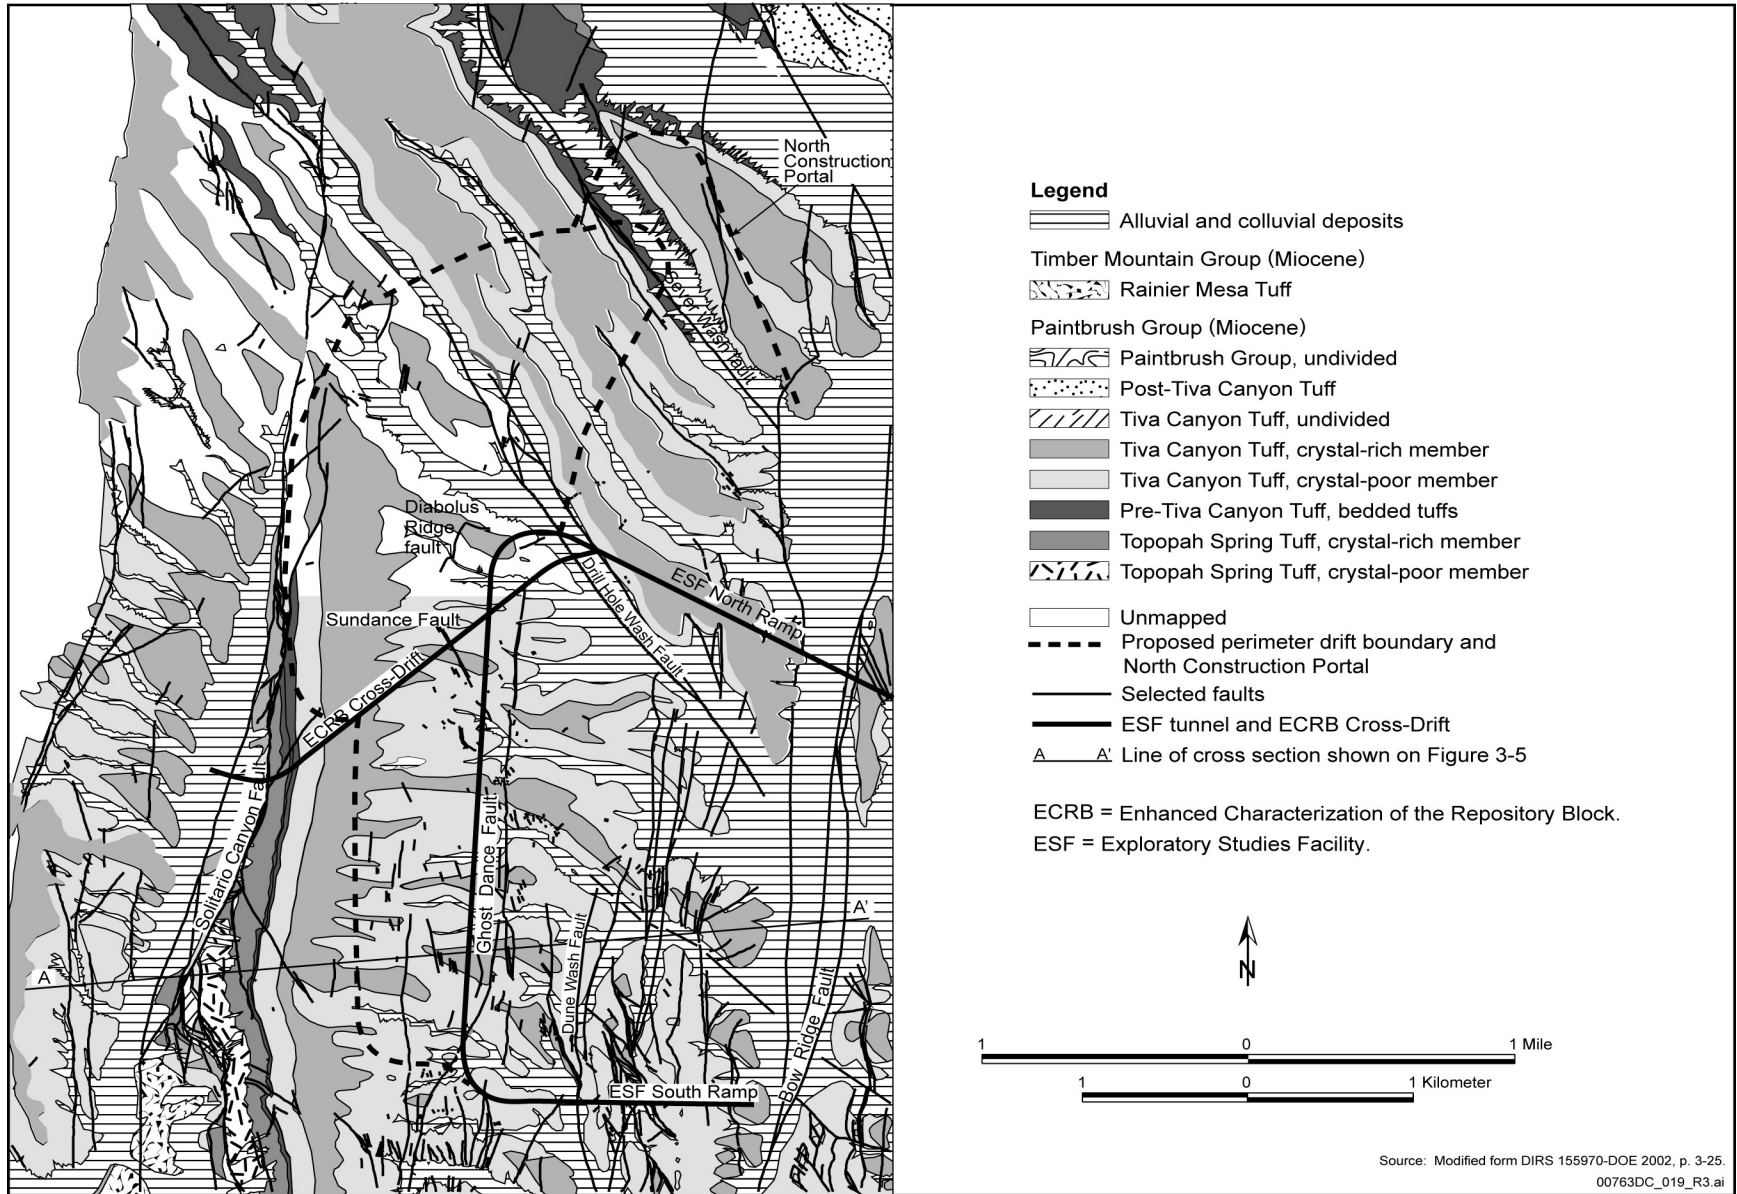 North
Construction
Portal
Sever Wash fault
Diabolus
Ridge
fault
Drill Hole Wash Fault
ESF North Ramp
Sundance Fault
ECRB Cross-Drift
Solitario Canyon Fault
Ghost Dance Fault
Dune Wash Fault
A
A'
Bow Ridge Fault
ESF South Ramp
Legend
Alluvial and colluvial deposits
Timber Mountain Group (Miocene)
Rainier Mesa Tuff
Paintbrush Group (Miocene)
Paintbrush Group, undivided
Post-Tiva Canyon Tuff
Tiva Canyon Tuff, undivided
Tiva Canyon Tuff, crystal-rich member
Tiva Canyon Tuff, crystal-poor member
Pre-Tiva Canyon Tuff, bedded tuffs
Topopah Spring Tuff, crystal-rich member
Topopah Spring Tuff, crystal-poor member
Unmapped
Proposed perimeter drift boundary and
North Construction Portal
Selected faults
ESF tunnel and ECRB Cross-Drift
A A' Line of cross section shown on Figure 3-5
ECRB = Enhanced Characterization of the Repository Block.
ESF = Exploratory Studies Facility.
N
1 0 1 Mile
1 0 1 Kilometer
Source: Modified form DIRS 155970-DOE 2002, p. 3-25.
00763DC_019_R3.ai